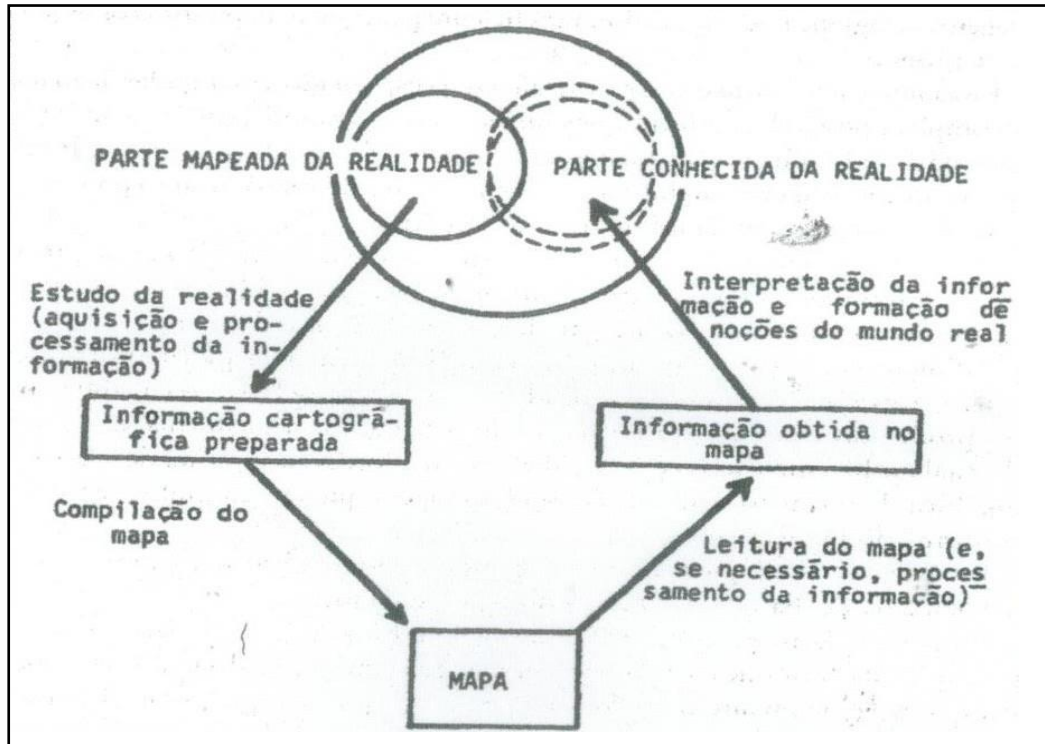 PARTE MAPEADA DA REALIDADE
PARTE CONHECIDA DA REALIDADE
Estudo da realidade
(aquisição e pro-
cessamento da in-
formação)
Interpretação da infor
mação e formação de
noções do mundo real
Informação cartográ-
fica preparada
Informação obtida no
mapa
Compilação do
mapa
Leitura do mapa (e,
se necessário, proces
samento da informação)
MAPA